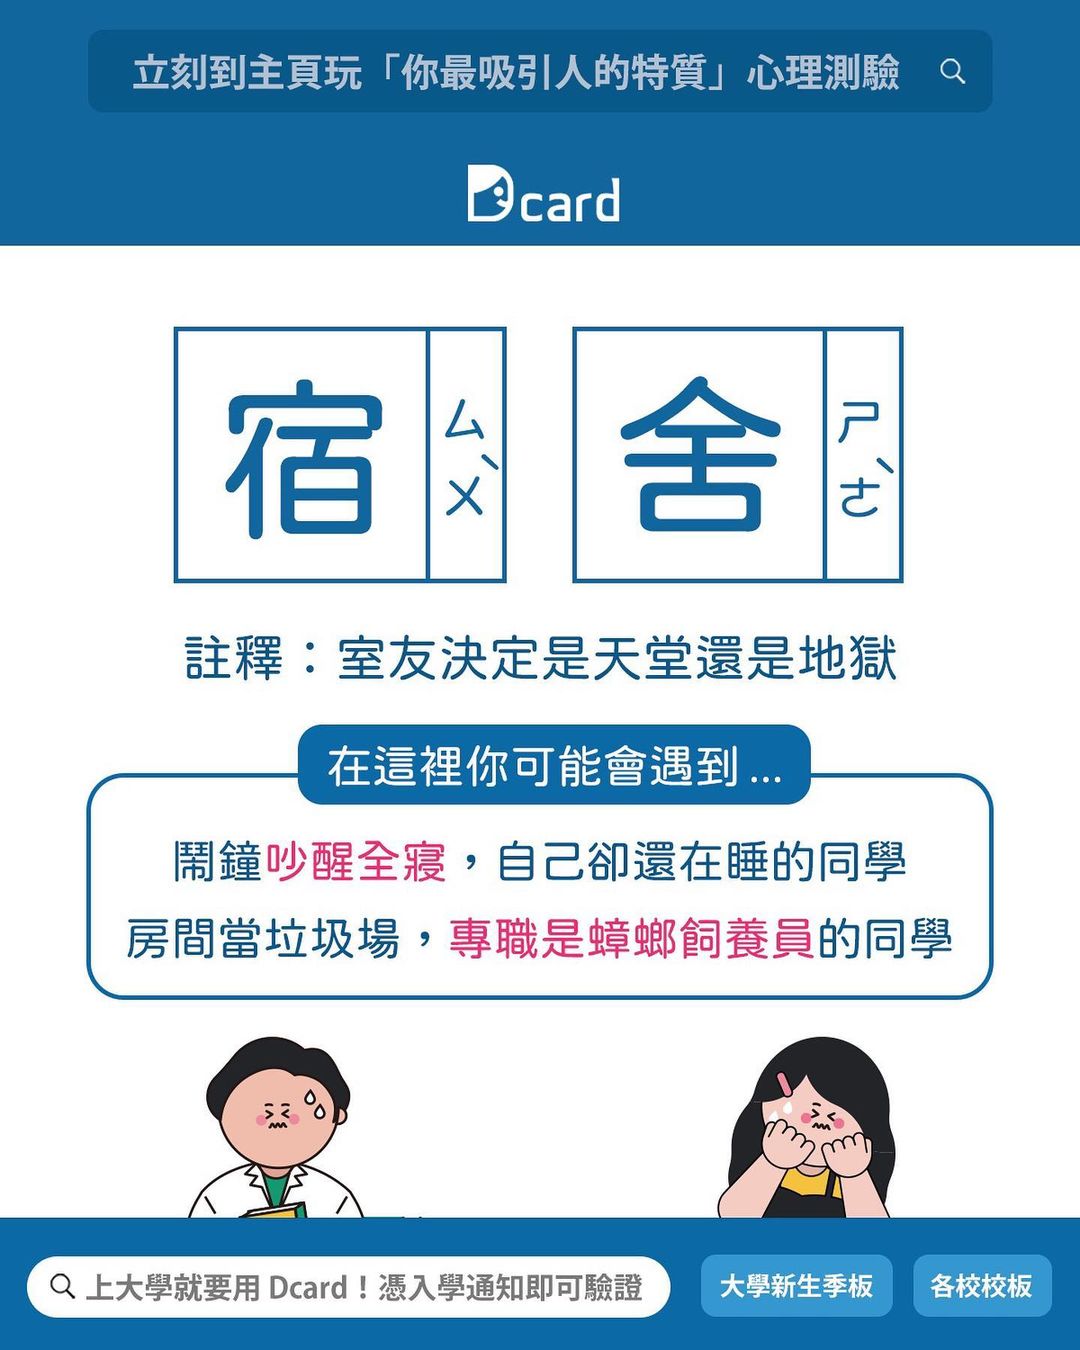 立刻到主頁玩「你最吸引人的特質」心理測驗
Dcard
宿 ㄙㄨˋ 舍 ㄕㄜˋ
註釋：室友決定是天堂還是地獄
在這裡你可能會遇到...
鬧鐘吵醒全寢，自己卻還在睡的同學
房間當垃圾場，專職是蟑螂飼養員的同學
上大學就要用 Dcard！憑入學通知即可驗證
大學新生季板
各校校板